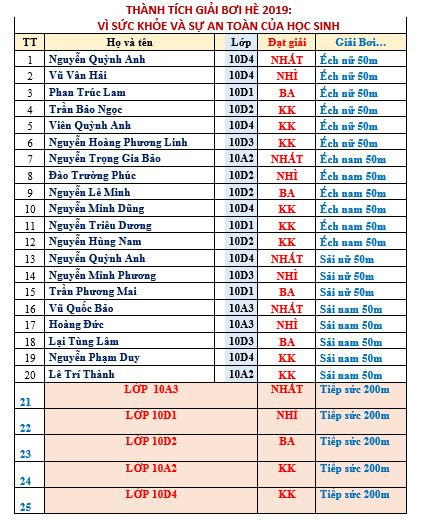 THÀNH TÍCH GIẢI BƠI HÈ 2019:
VÌ SỨC KHỎE VÀ SỰ AN TOÀN CỦA HỌC SINH
TT Họ và tên Lớp Đạt giải Giải Bơi...
1 Nguyễn Quỳnh Anh 10D4 NHẤT Ếch nữ 50m
2 Vũ Vân Hải 10D4 NHÌ Ếch nữ 50m
3 Phan Trúc Lam 10D1 BA Ếch nữ 50m
4 Trần Bảo Ngọc 10D2 KK Ếch nữ 50m
5 Viên Quỳnh Anh 10D4 KK Ếch nữ 50m
6 Nguyễn Hoàng Phương Linh 10D3 KK Ếch nữ 50m
7 Nguyễn Trọng Gia Bảo 10A2 NHẤT Ếch nam 50m
8 Đào Trường Phúc 10D2 NHÌ Ếch nam 50m
9 Nguyễn Lê Minh 10D2 BA Ếch nam 50m
10 Nguyễn Minh Dũng 10D4 KK Ếch nam 50m
11 Nguyễn Triêu Dương 10D1 KK Ếch nam 50m
12 Nguyễn Hùng Nam 10D2 KK Ếch nam 50m
13 Nguyễn Quỳnh Anh 10D4 NHẤT Sải nữ 50m
14 Nguyễn Minh Phương 10D3 NHÌ Sải nữ 50m
15 Trần Phương Mai 10D1 BA Sải nữ 50m
16 Vũ Quốc Bảo 10A3 NHẤT Sải nam 50m
17 Hoàng Đức 10A3 NHÌ Sải nam 50m
18 Lại Tùng Lâm 10D3 BA Sải nam 50m
19 Nguyễn Phạm Duy 10D4 KK Sải nam 50m
20 Lê Trí Thành 10A2 KK Sải nam 50m
21 LỚP 10A3 NHẤT Tiếp sức 200m
22 LỚP 10D1 NHÌ Tiếp sức 200m
23 LỚP 10D2 BA Tiếp sức 200m
24 LỚP 10A2 KK Tiếp sức 200m
25 LỚP 10D4 KK Tiếp sức 200m